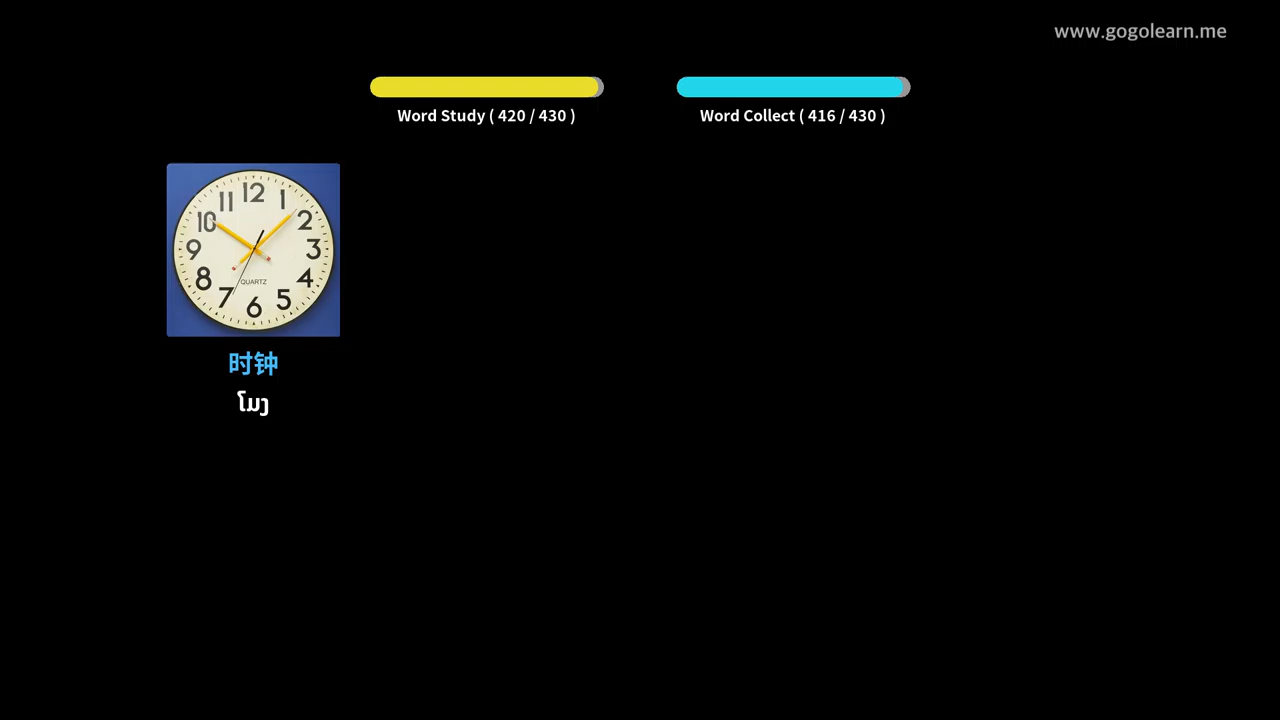 www.gogolearn.me
Word Study ( 420 / 430 )
Word Collect ( 416 / 430 )
12
11
1
10
2
9
3
8
4
QUARTZ
7
5
6
时钟
ໂມງ